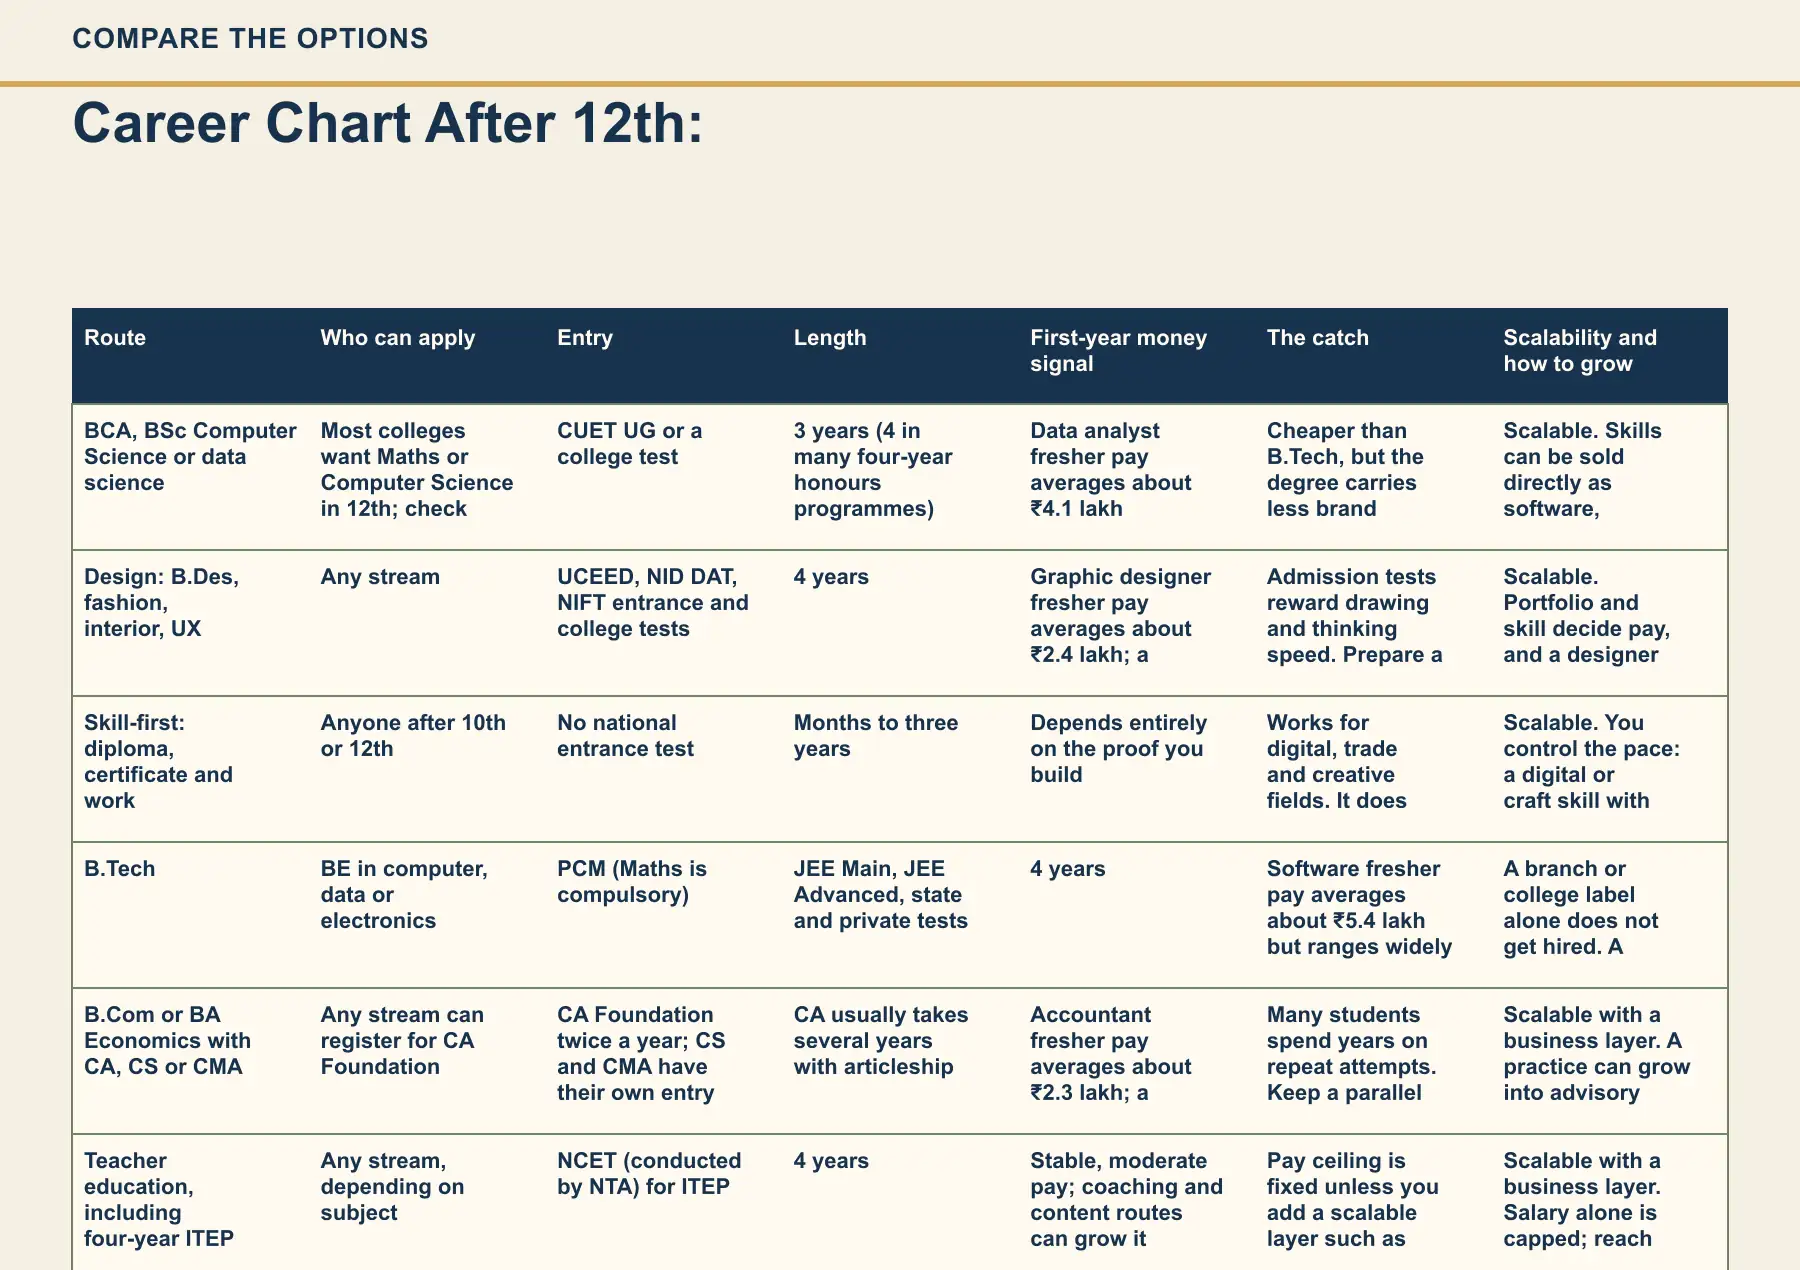 COMPARE THE OPTIONS
Career Chart After 12th:
Route
Who can apply
Entry
Length
First-year money
signal
The catch
Scalability and
how to grow
BCA, BSc Computer
Science or data
science
Most colleges
want Maths or
Computer Science
in 12th; check
CUET UG or a
college test
3 years (4 in
many four-year
honours
programmes)
Data analyst
fresher pay
averages about
₹4.1 lakh
Cheaper than
B.Tech, but the
degree carries
less brand
Scalable. Skills
can be sold
directly as
software,
Design: B.Des,
fashion,
interior, UX
Any stream
UCEED, NID DAT,
NIFT entrance and
college tests
4 years
Graphic designer
fresher pay
averages about
₹2.4 lakh; a
Admission tests
reward drawing
and thinking
speed. Prepare a
Scalable.
Portfolio and
skill decide pay,
and a designer
Skill-first:
diploma,
certificate and
work
Anyone after 10th
or 12th
No national
entrance test
Months to three
years
Depends entirely
on the proof you
build
Works for
digital, trade
and creative
fields. It does
Scalable. You
control the pace:
a digital or
craft skill with
B.Tech
BE in computer,
data or
electronics
PCM (Maths is
compulsory)
JEE Main, JEE
Advanced, state
and private tests
4 years
Software fresher
pay averages
about ₹5.4 lakh
but ranges widely
A branch or
college label
alone does not
get hired. A
B.Com or BA
Economics with
CA, CS or CMA
Any stream can
register for CA
Foundation
CA Foundation
twice a year; CS
and CMA have
their own entry
CA usually takes
several years
with articleship
Accountant
fresher pay
averages about
₹2.3 lakh; a
Many students
spend years on
repeat attempts.
Keep a parallel
Scalable with a
business layer. A
practice can grow
into advisory
Teacher
education,
including
four-year ITEP
Any stream,
depending on
subject
NCET (conducted
by NTA) for ITEP
4 years
Stable, moderate
pay; coaching and
content routes
can grow it
Pay ceiling is
fixed unless you
add a scalable
layer such as
Scalable with a
business layer.
Salary alone is
capped; reach